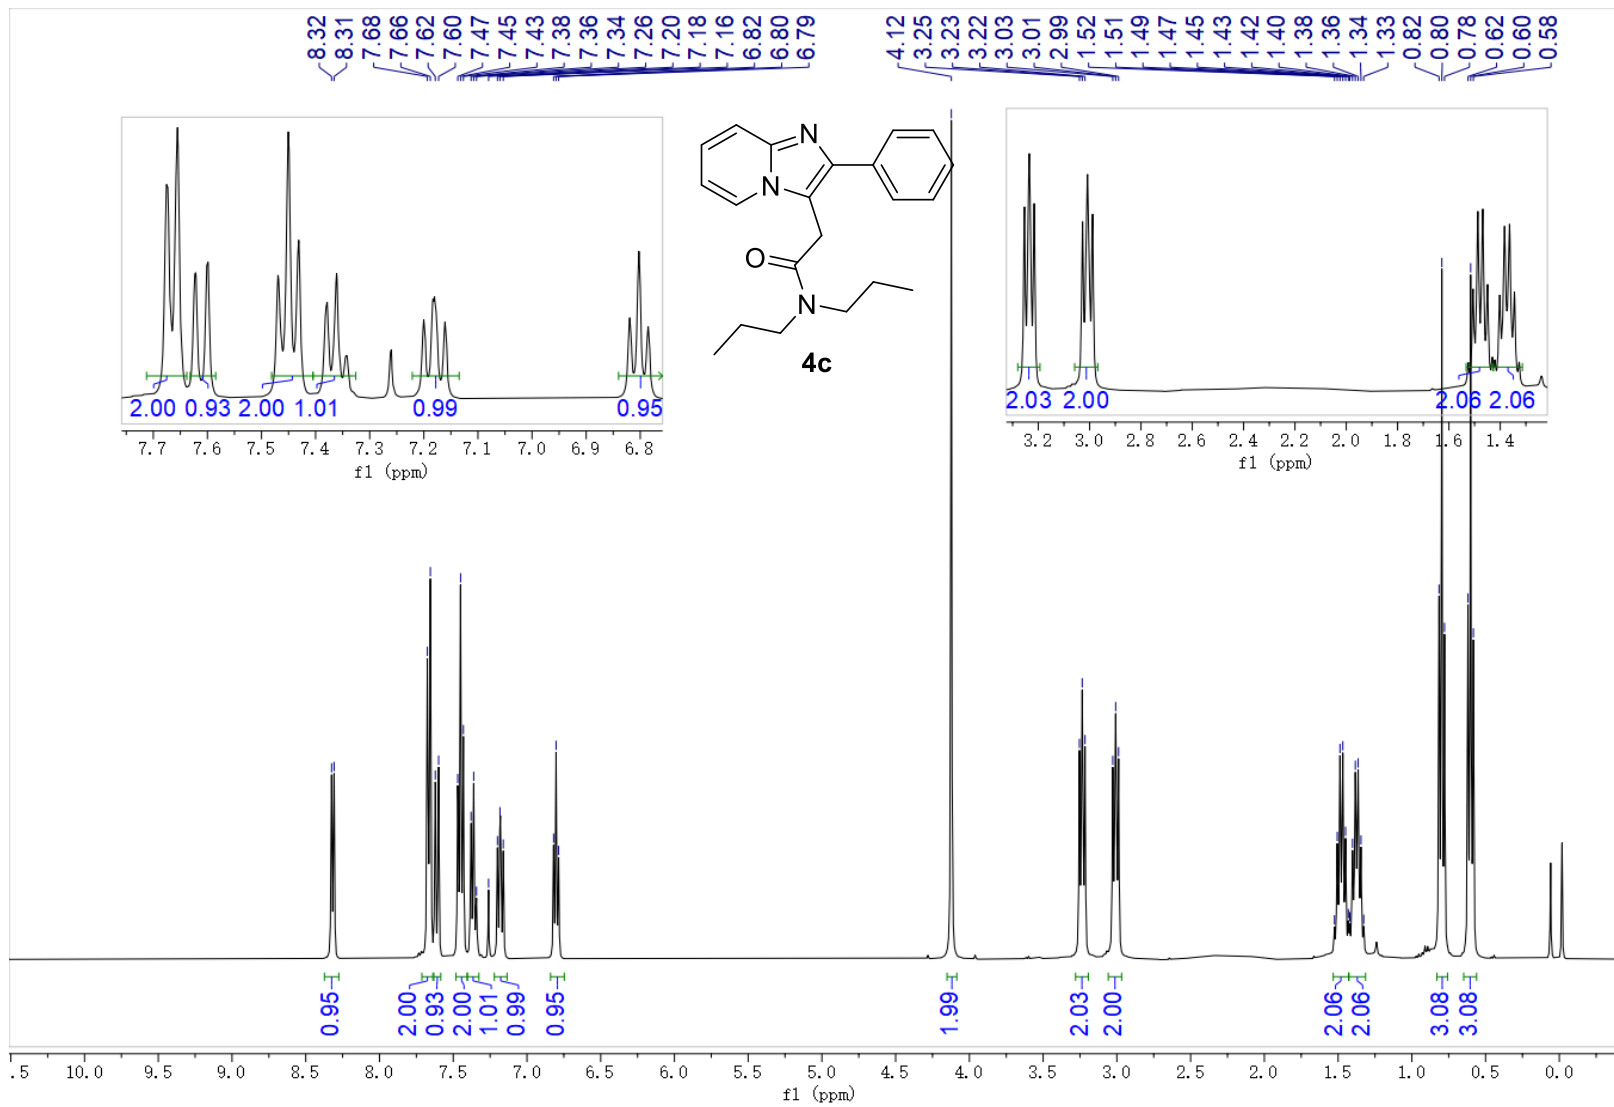 8.32 8.31 7.68 7.66 7.62 7.60 7.47 7.45 7.43 7.38 7.36 7.34 7.26 7.20 7.18 7.16 6.82 6.80 6.79 4.12 3.25 3.23 3.22 3.03 3.01 2.99 1.52 1.51 1.49 1.47 1.45 1.43 1.42 1.40 1.38 1.36 1.34 1.33 0.82 0.80 0.78 0.62 0.60 0.58
2.00 0.93 2.00 1.01 0.99 0.95
7.7 7.6 7.5 7.4 7.3 7.2 7.1 7.0 6.9 6.8
f1 (ppm)
N
N
O
N
4c
2.03 2.00 2.06 2.06
3.2 3.0 2.8 2.6 2.4 2.2 2.0 1.8 1.6 1.4
f1 (ppm)
0.95 2.00 0.93 2.00 1.01 0.99 0.95 1.99 2.03 2.00 2.06 2.06 3.08 3.08
.5 10.0 9.5 9.0 8.5 8.0 7.5 7.0 6.5 6.0 5.5 5.0 4.5 4.0 3.5 3.0 2.5 2.0 1.5 1.0 0.5 0.0
f1 (ppm)